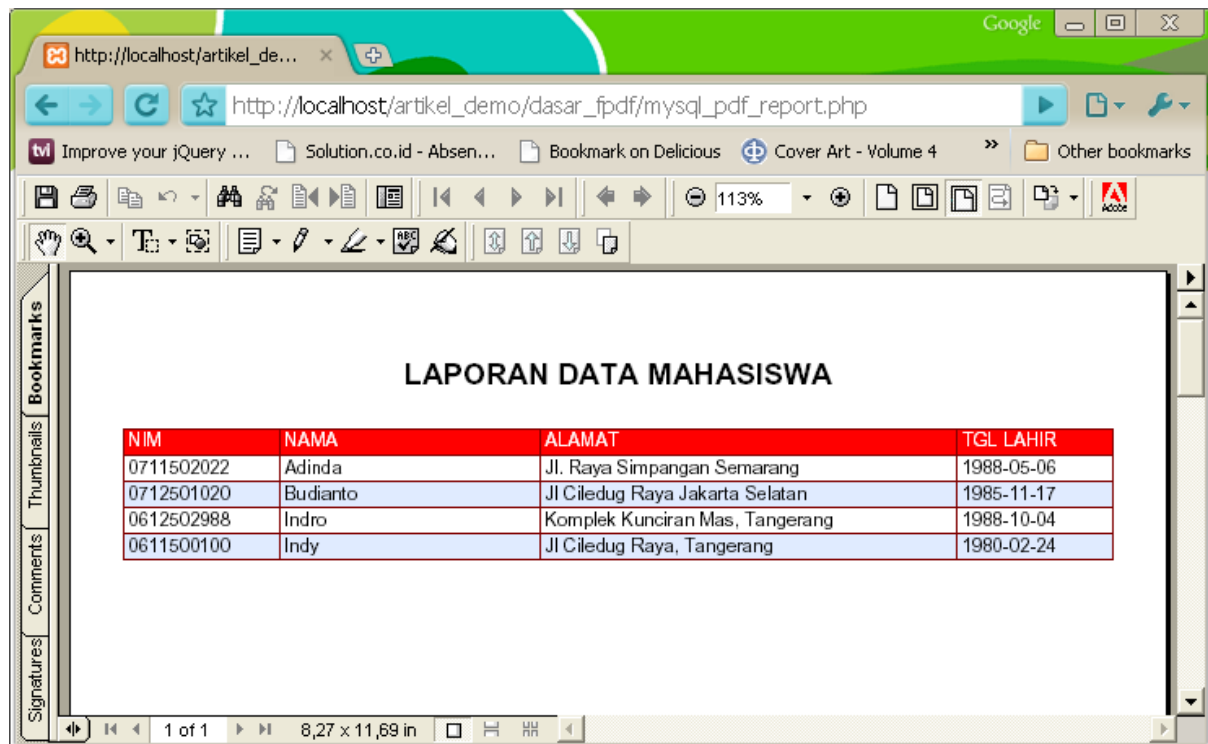 Google
http://localhost/artikel_de...
http://localhost/artikel_demo/dasar_fpdf/mysql_pdf_report.php
tvi Improve your jQuery ... Solution.co.id - Absen... Bookmark on Delicious Cover Art - Volume 4 » Other bookmarks
113%
Adobe
ABC
Bookmarks
Thumbnails
Comments
Signatures
LAPORAN DATA MAHASISWA
NIM NAMA ALAMAT TGL LAHIR
0711502022 Adinda Jl. Raya Simpangan Semarang 1988-05-06
0712501020 Budianto Jl Ciledug Raya Jakarta Selatan 1985-11-17
0612502988 Indro Komplek Kunciran Mas, Tangerang 1988-10-04
0611500100 Indy Jl Ciledug Raya, Tangerang 1980-02-24
1 of 1 8,27 x 11,69 in